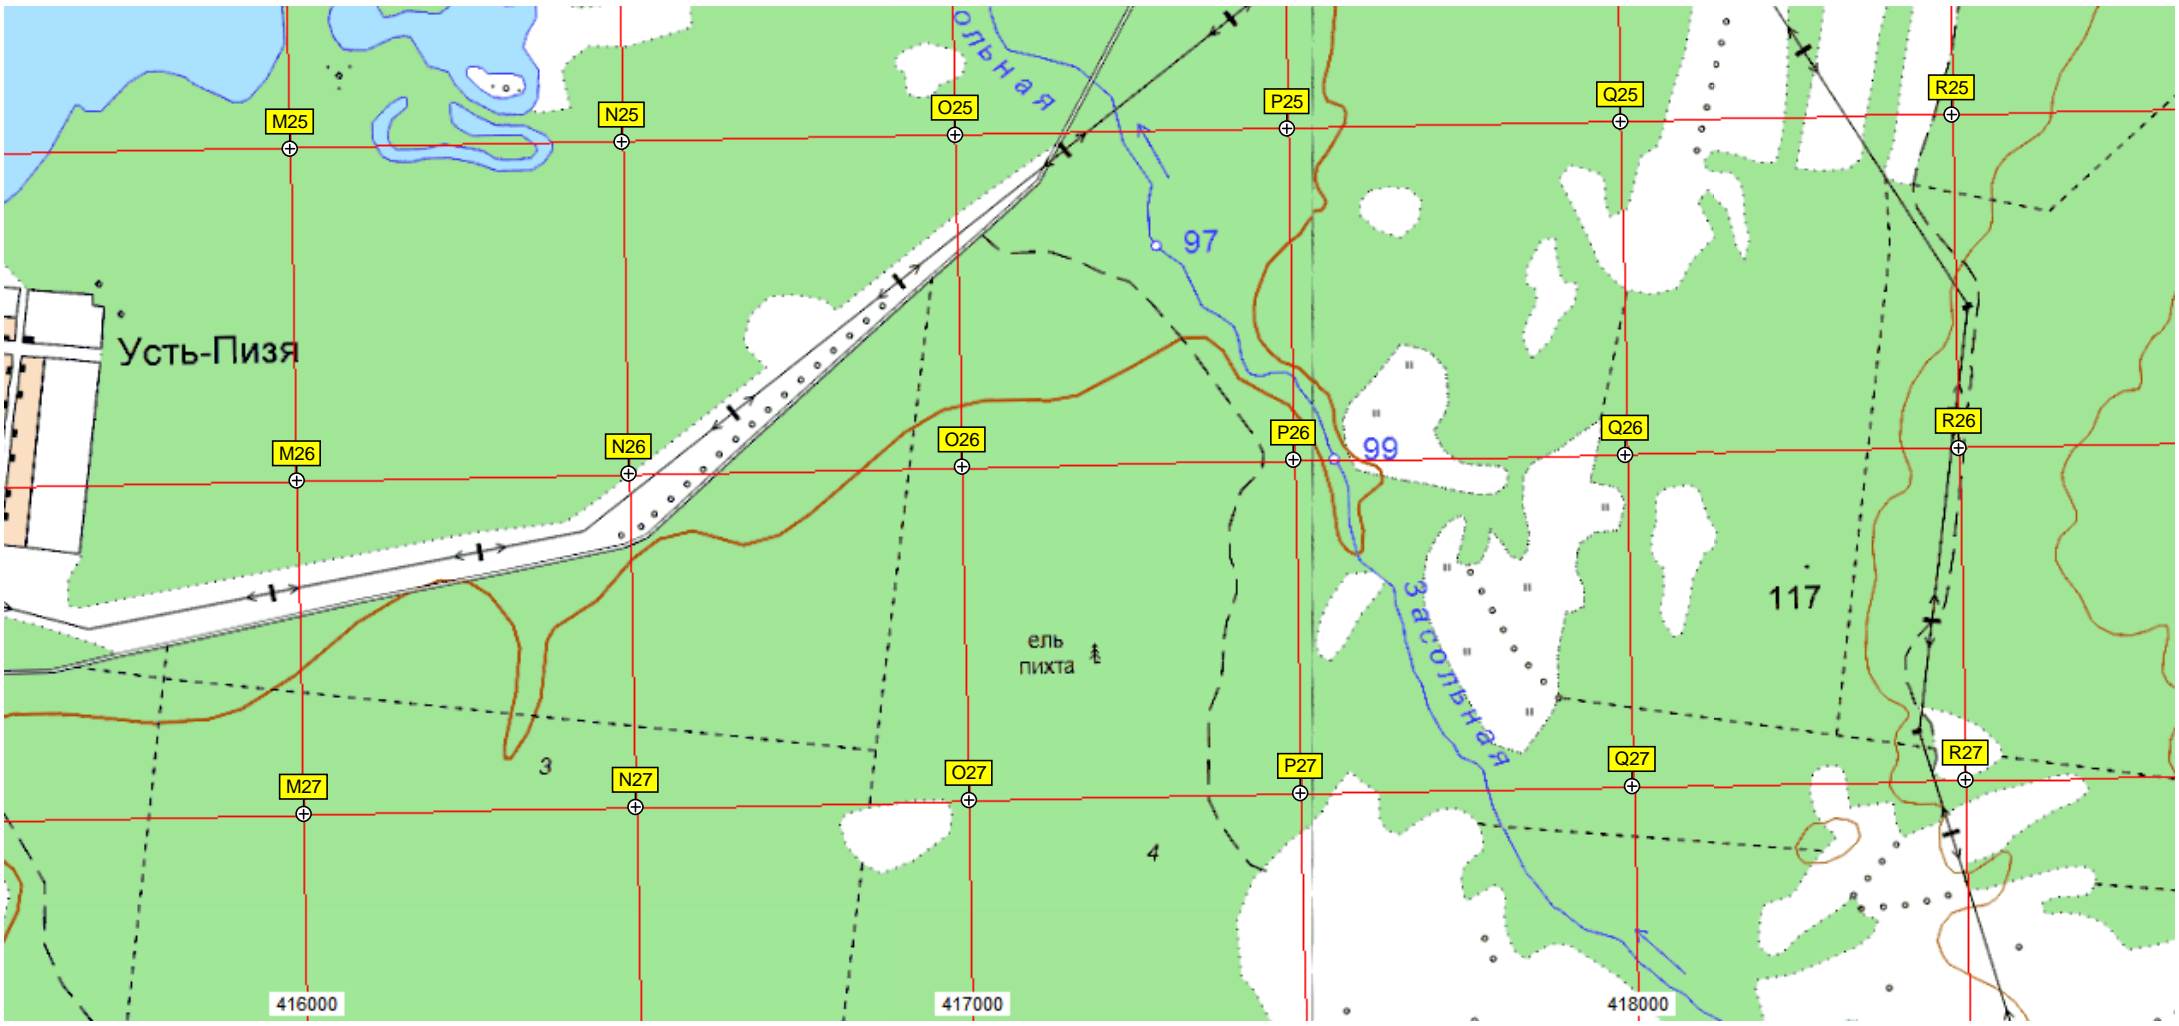 ольная
M25
N25
O25
P25
Q25
R25
97
Усть-Пизя
M26
N26
O26
P26
Q26
R26
99
Засольная
117
ель
пихта
3
M27
N27
O27
P27
Q27
R27
4
416000
417000
418000